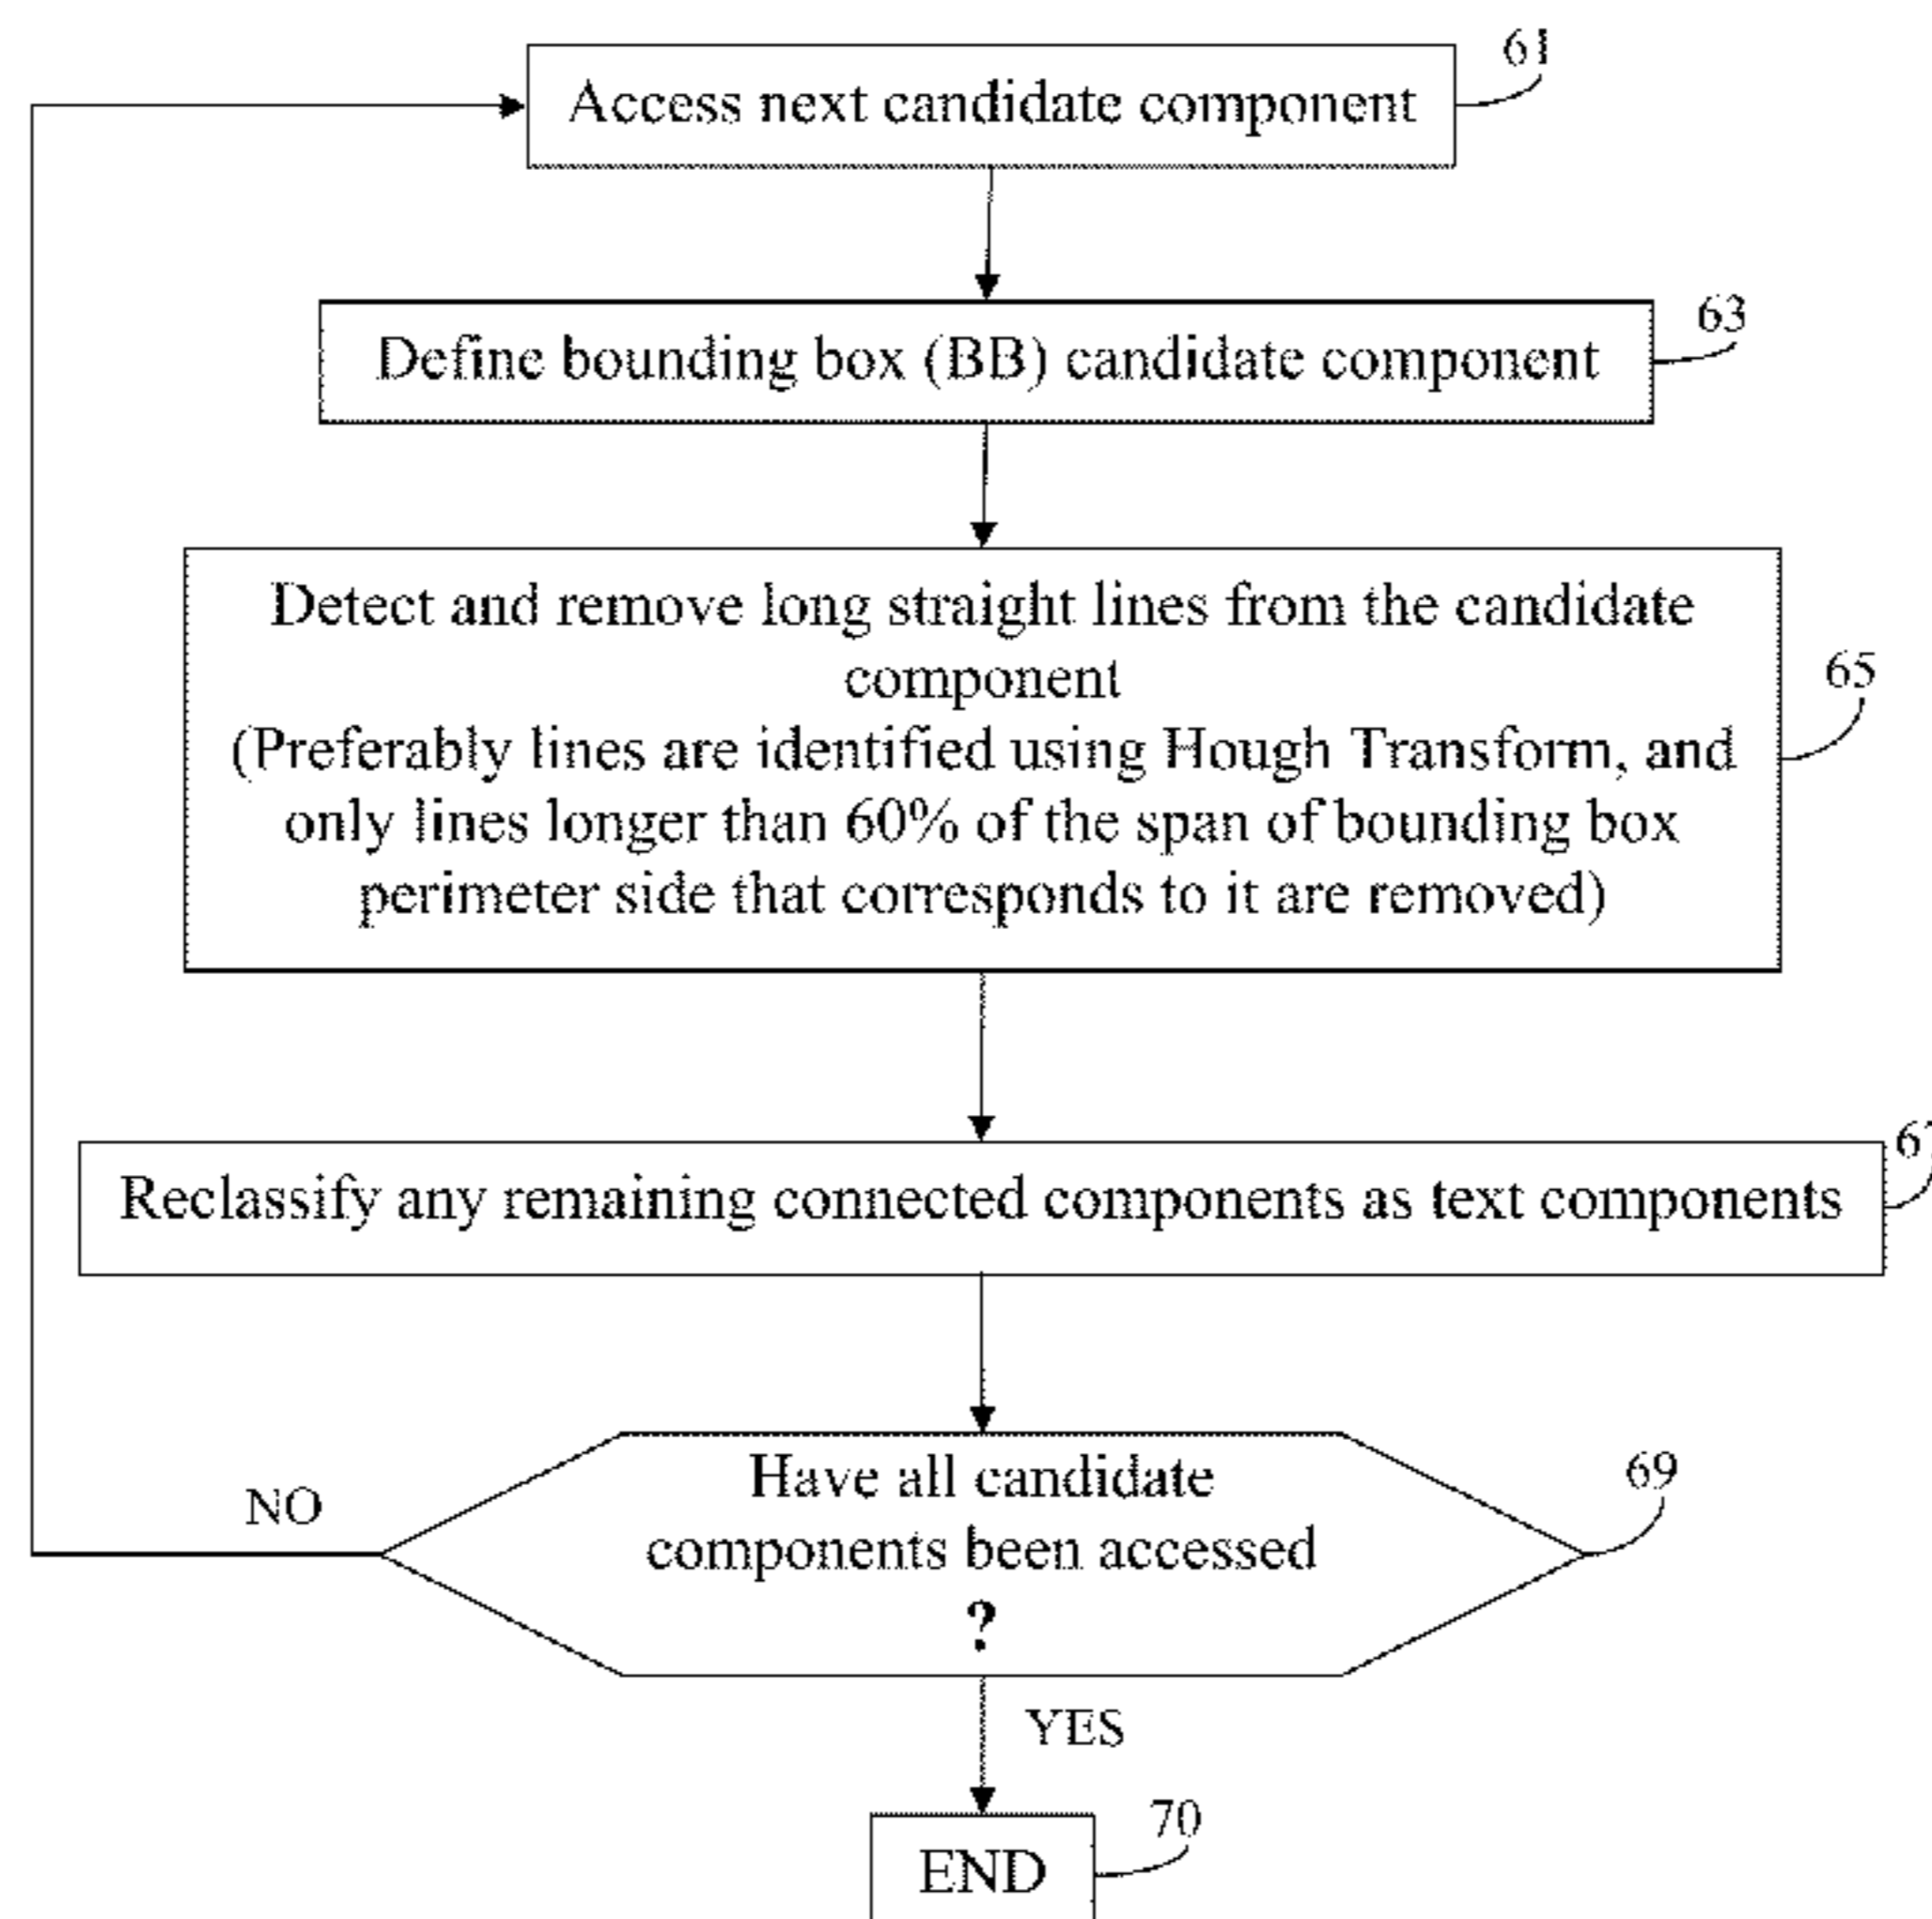 61
Access next candidate component
63
Define bounding box (BB) candidate component
Detect and remove long straight lines from the candidate
component
65
(Preferably lines are identified using Hough Transform, and
only lines longer than 60% of the span of bounding box
perimeter side that corresponds to it are removed)
Reclassify any remaining connected components as text components
Have all candidate
69
NO
components been accessed
?
YES
70
END